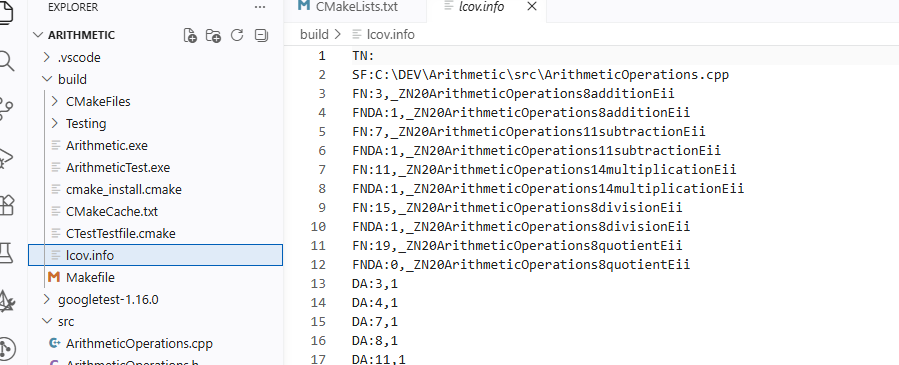 EXPLORER
ARITHMETIC
.vscode
build
CMakeFiles
Testing
Arithmetic.exe
ArithmeticTest.exe
cmake_install.cmake
CMakeCache.txt
CTestTestfile.cmake
lcov.info
Makefile
googletest-1.16.0
src
ArithmeticOperations.cpp
ArithmeticOperations.h
CMakeLists.txt
lcov.info
build > lcov.info
1 TN:
2 SF:C:\DEV\Arithmetic\src\ArithmeticOperations.cpp
3 FN:3,_ZN20ArithmeticOperations8additionEii
4 FNDA:1,_ZN20ArithmeticOperations8additionEii
5 FN:7,_ZN20ArithmeticOperations11subtractionEii
6 FNDA:1,_ZN20ArithmeticOperations11subtractionEii
7 FN:11,_ZN20ArithmeticOperations14multiplicationEii
8 FNDA:1,_ZN20ArithmeticOperations14multiplicationEii
9 FN:15,_ZN20ArithmeticOperations8divisionEii
10 FNDA:1,_ZN20ArithmeticOperations8divisionEii
11 FN:19,_ZN20ArithmeticOperations8quotientEii
12 FNDA:0,_ZN20ArithmeticOperations8quotientEii
13 DA:3,1
14 DA:4,1
15 DA:7,1
16 DA:8,1
17 DA:11,1